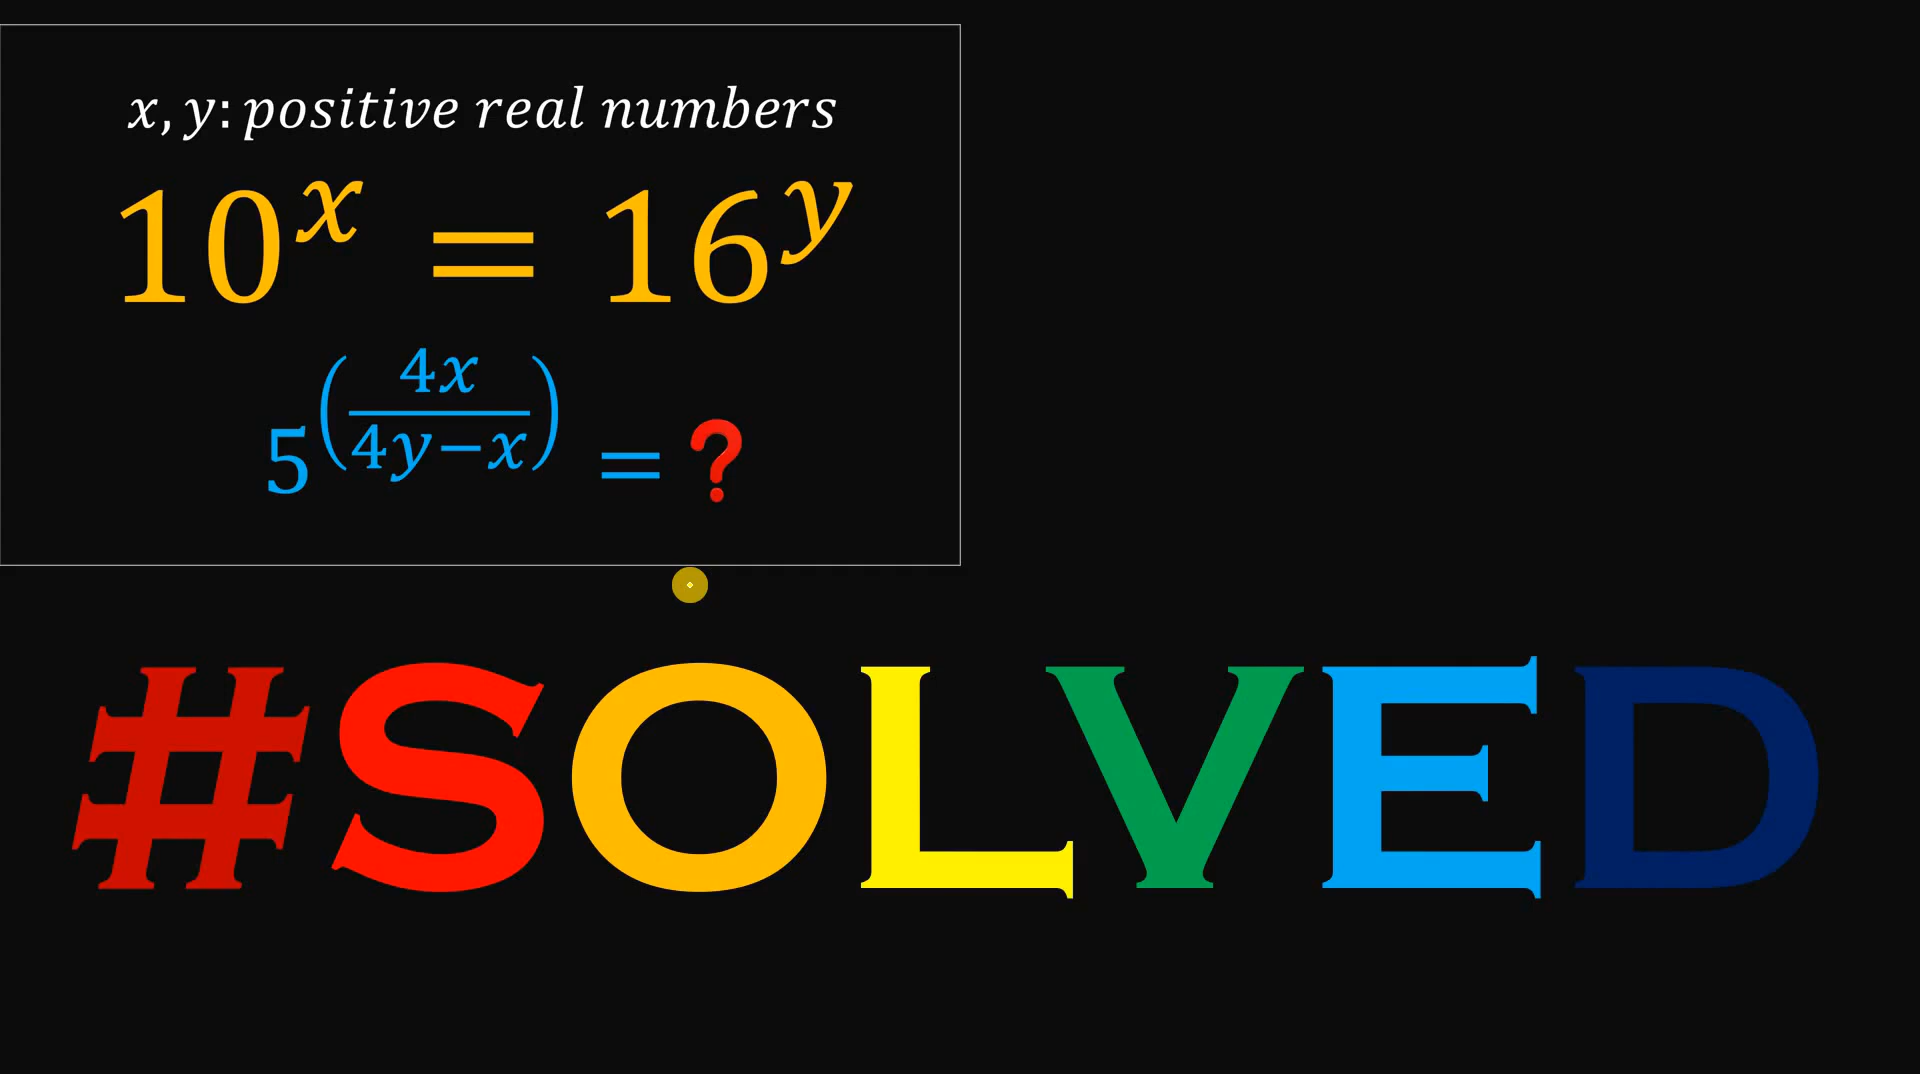 x, y: positive real numbers
10^x = 16^y
5^(4x/(4y−x)) = ❓
#SOLVED